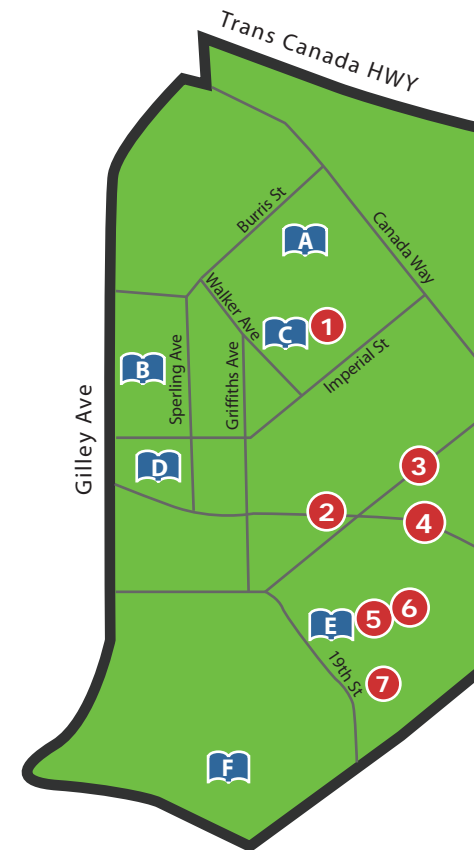 Trans Canada HWY
Burris St
A
Canada Way
Walker Ave
C
1
Sperling Ave
Griffiths Ave
B
Imperial St
Gilley Ave
D
3
2
4
E
5
6
19th St
7
F